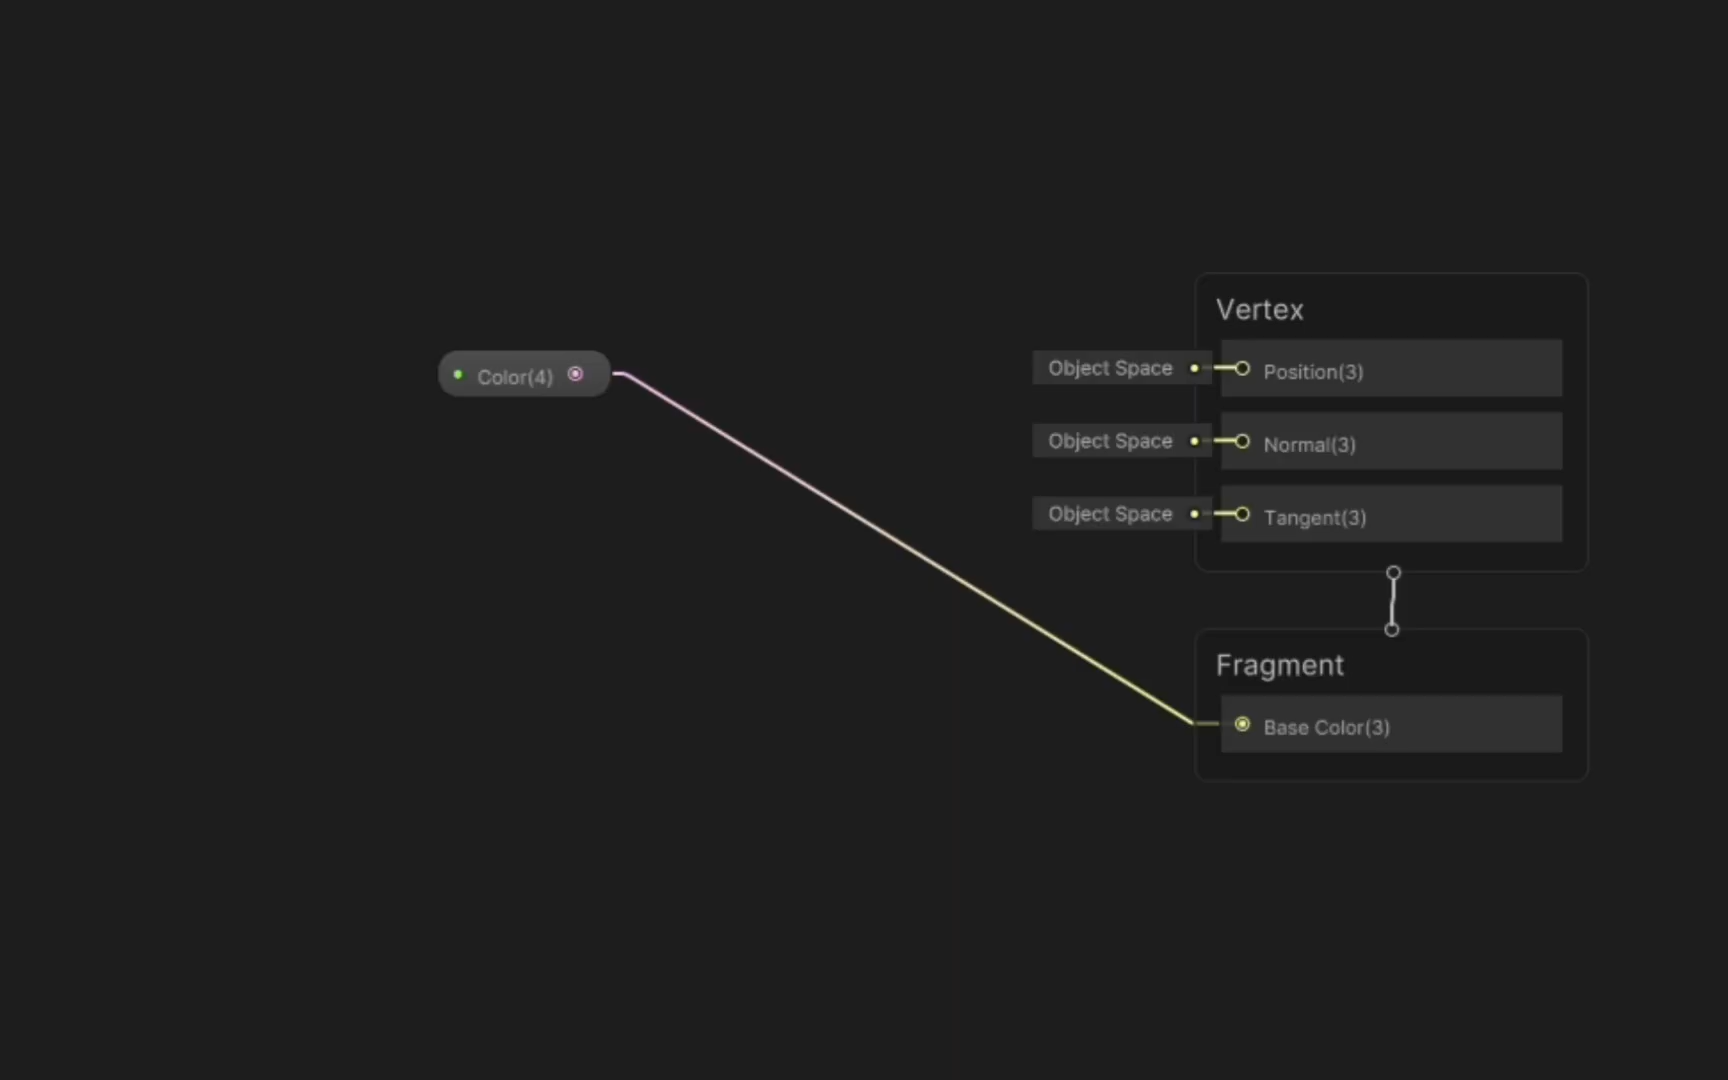 Vertex
Color(4)
Object Space
Position(3)
Object Space
Normal(3)
Object Space
Tangent(3)
Fragment
Base Color(3)